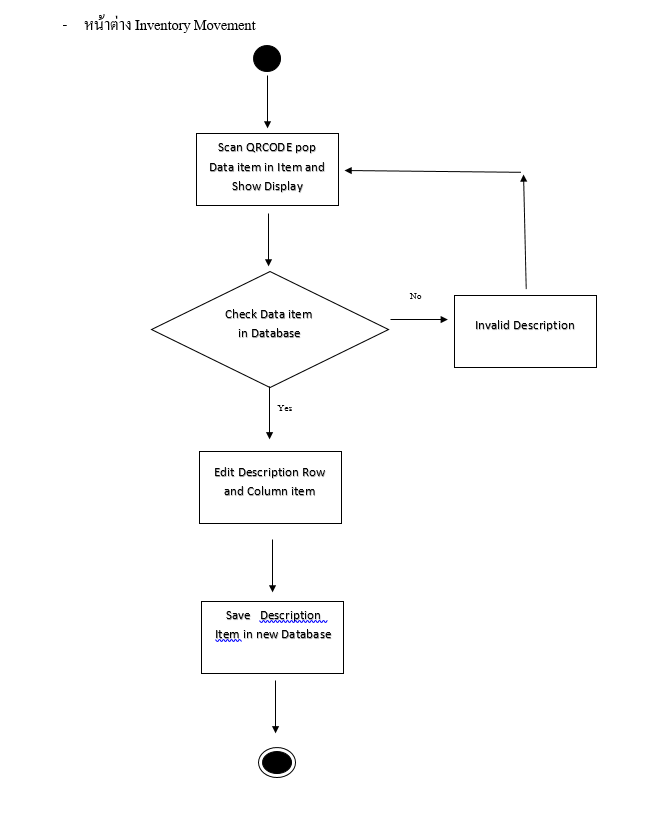 - หน้าต่าง Inventory Movement
Scan QRCODE pop
Data item in Item and
Show Display
Check Data item
in Database
No
Invalid Description
Yes
Edit Description Row
and Column item
Save Description
Item in new Database